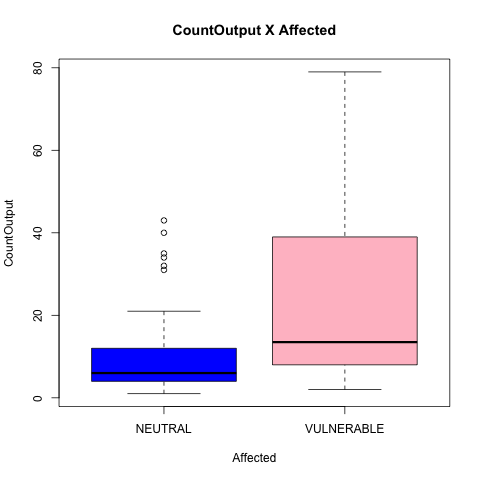 CountOutput X Affected
80
60
40
20
0
CountOutput
NEUTRAL VULNERABLE
Affected